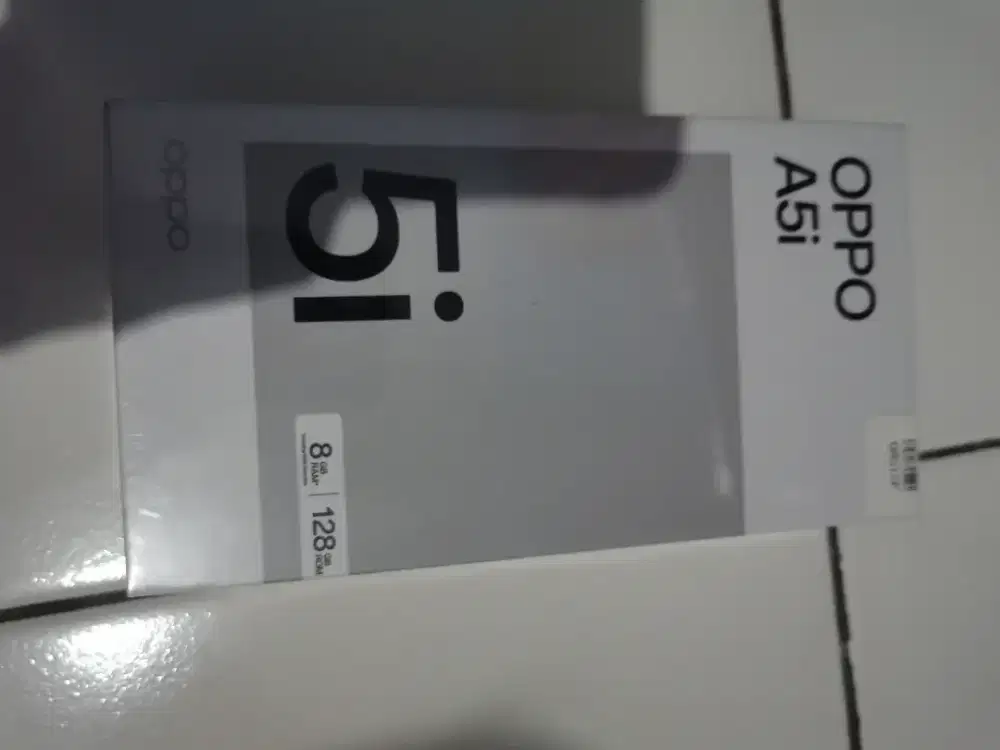 OPPO
A5i
5i
8 GB RAM* | 128 GB ROM
oppo